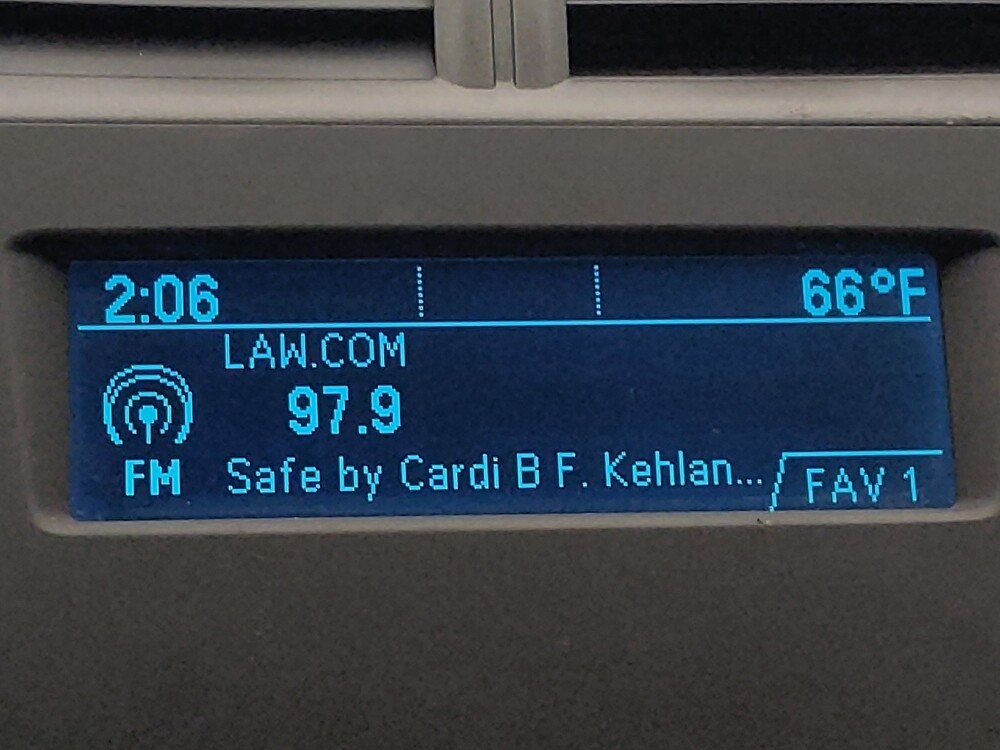 2:06 66°F
LAW.COM
97.9
FM Safe by Cardi B F. Kehlan... FAV 1